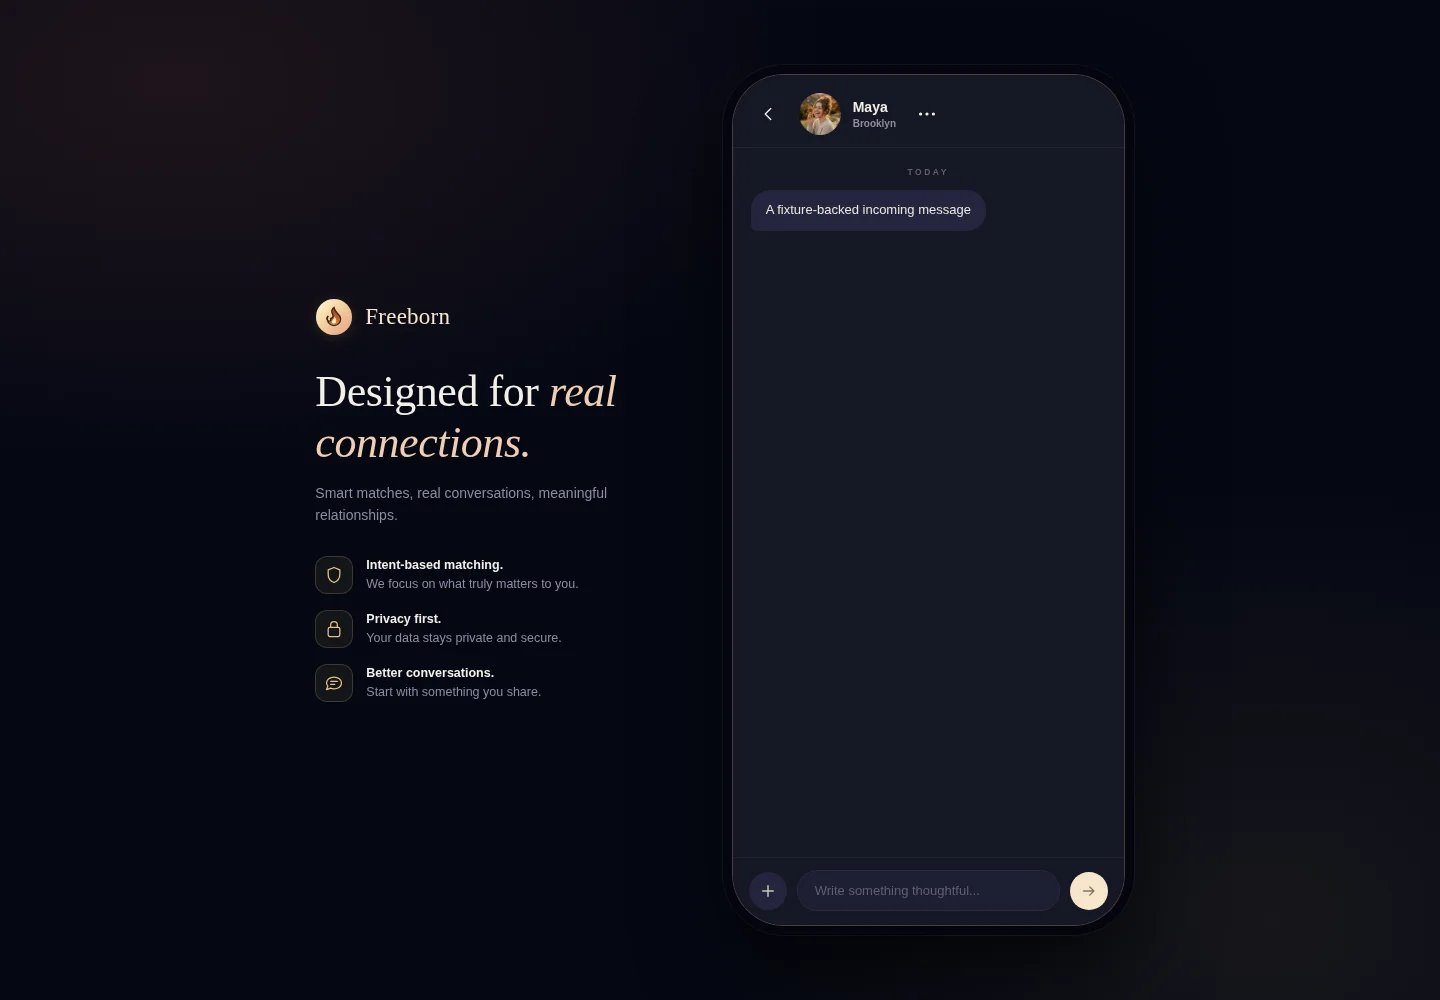 Freeborn
Designed for real
connections.
Smart matches, real conversations, meaningful
relationships.
Intent-based matching.
We focus on what truly matters to you.
Privacy first.
Your data stays private and secure.
Better conversations.
Start with something you share.
Maya
Brooklyn
TODAY
A fixture-backed incoming message
Write something thoughtful...